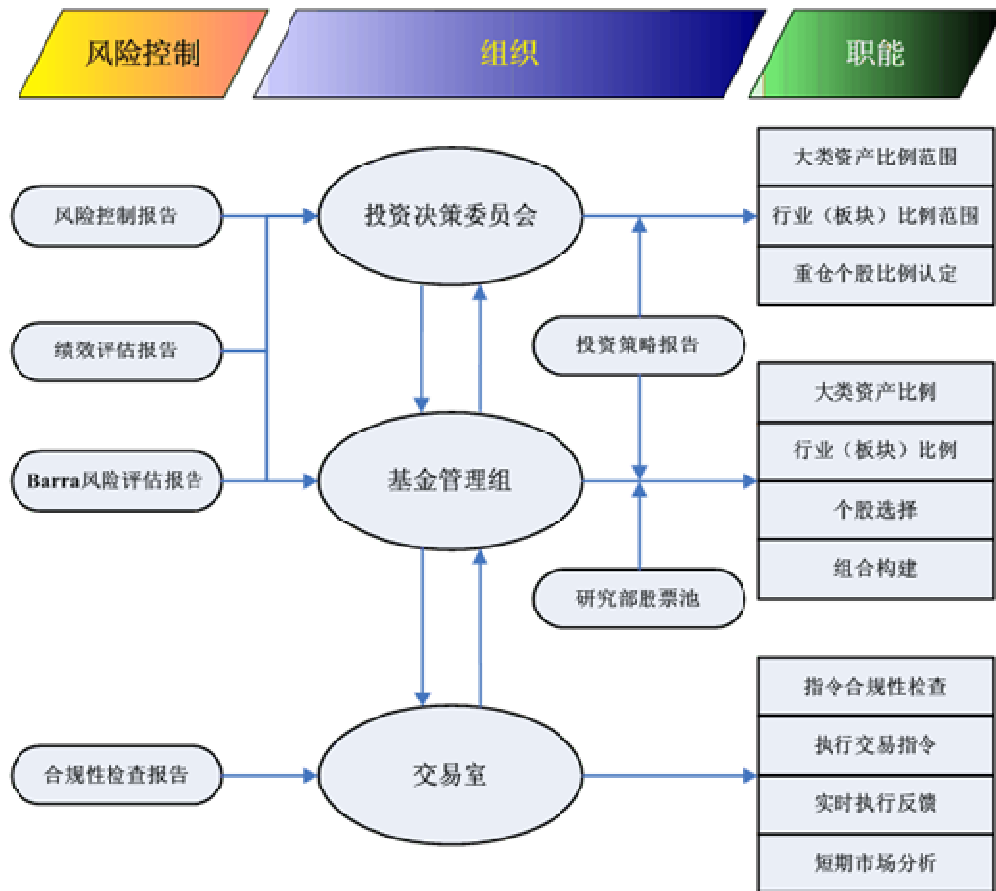 风险控制
组织
职能
风险控制报告
投资决策委员会
大类资产比例范围
行业（板块）比例范围
重仓个股比例认定
绩效评估报告
投资策略报告
Barra风险评估报告
基金管理组
大类资产比例
行业（板块）比例
个股选择
组合构建
研究部股票池
合规性检查报告
交易室
指令合规性检查
执行交易指令
实时执行反馈
短期市场分析